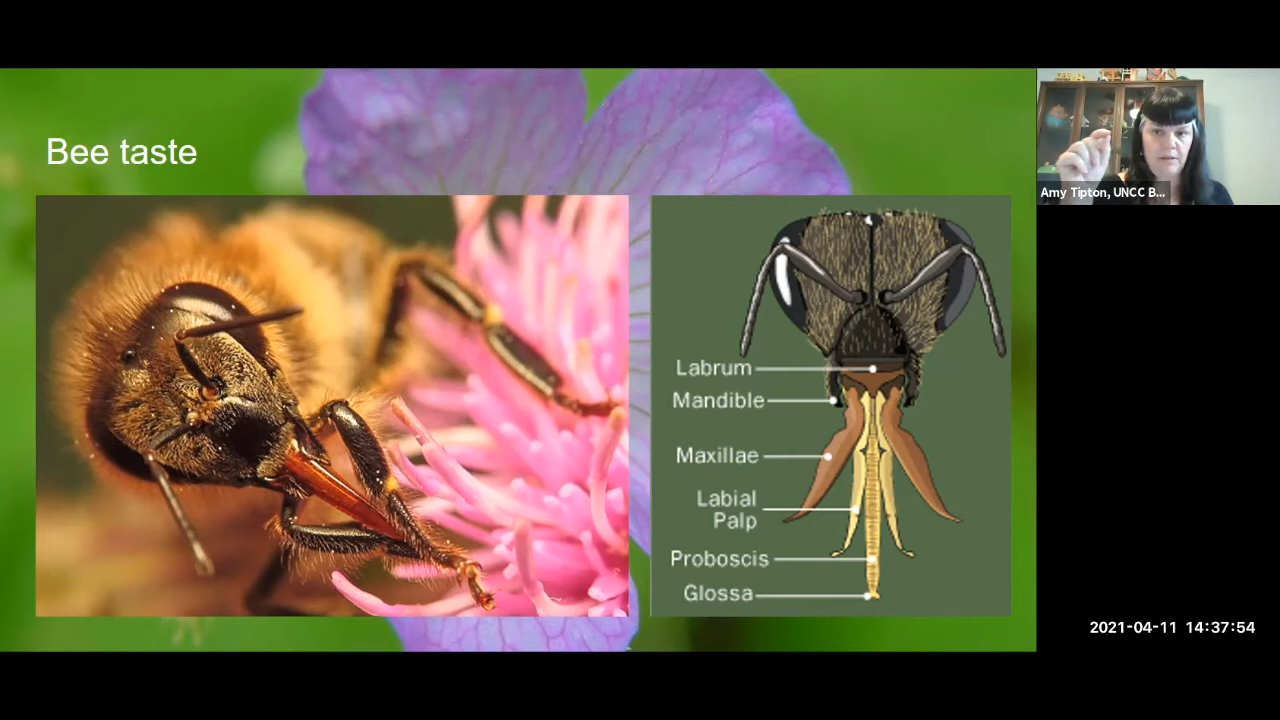 Bee taste
Labrum
Mandible
Maxillae
Labial
Palp
Proboscis
Glossa
Amy Tipton, UNCC B...
2021-04-11 14:37:54